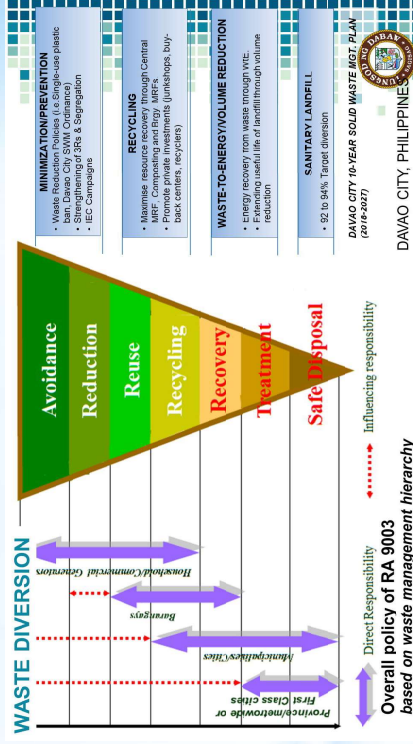 WASTE DIVERSION
Province/metrowide or
First Class cities
Municipalities/Cities
Barangays
Household/Commercial Generators
Avoidance
Reduction
Reuse
Recycling
Recovery
Treatment
Safe Disposal
MINIMIZATION/PREVENTION
• Waste Reduction Policies (i.e Single-use plastic
ban, Davao City SWM Ordinance)
• Strengthening of 3Rs & Segregation
• IEC Campaigns
RECYCLING
• Maximise resource recovery through Central
MRF, Composting and Brgy. MRFs
• Promote private investments (junkshops, buy-
back centers, recyclers)
WASTE-TO-ENERGY/VOLUME REDUCTION
• Energy recovery from waste through WtE.
• Extending useful life of landfill through volume
reduction
SANITARY LANDFILL
• 92 to 94% Target diversion
Direct Responsibility
Influencing responsibility
Overall policy of RA 9003
based on waste management hierarchy
DAVAO CITY 10-YEAR SOLID WASTE MGT. PLAN
(2018-2027)
DAVAO CITY, PHILIPPINES